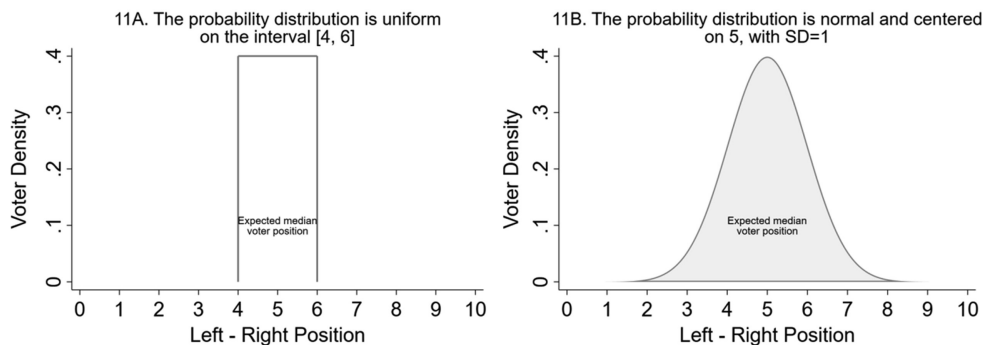 11A. The probability distribution is uniform
on the interval [4, 6]
Voter Density
.4
.3
.2
.1
0
Expected median
voter position
0 1 2 3 4 5 6 7 8 9 10
Left - Right Position
11B. The probability distribution is normal and centered
on 5, with SD=1
Voter Density
.4
.3
.2
.1
0
Expected median
voter position
0 1 2 3 4 5 6 7 8 9 10
Left - Right Position